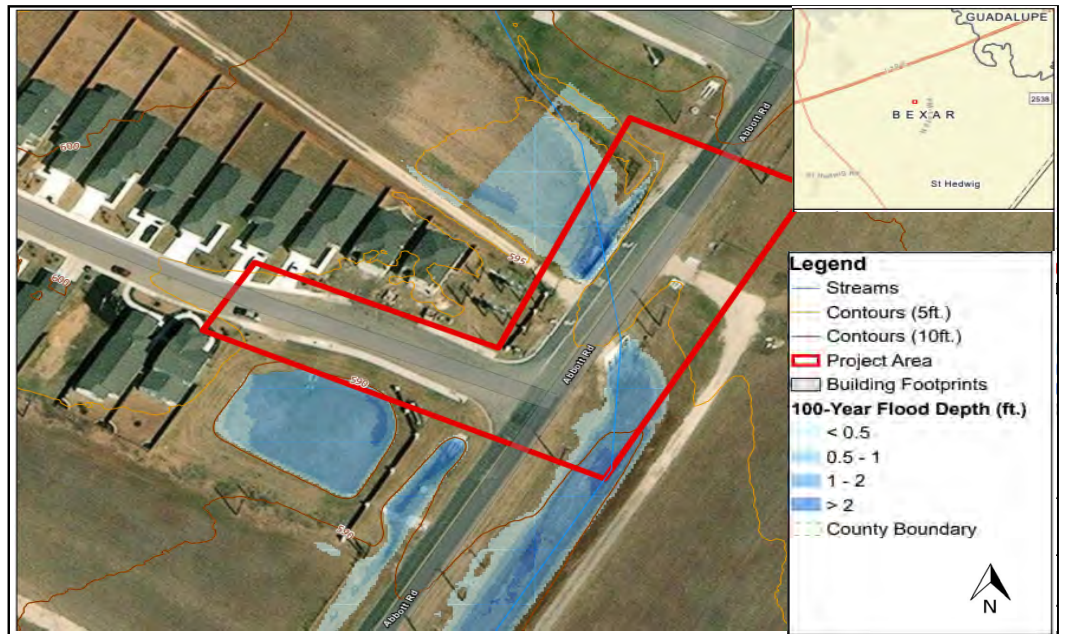 GUADALUPE
2538
BEXAR
St Hedwig
Abbott Rd
600
595
600
Abbott Rd
590
590
Abbott Rd
Legend
Streams
Contours (5ft.)
Contours (10ft.)
Project Area
Building Footprints
100-Year Flood Depth (ft.)
< 0.5
0.5 - 1
1 - 2
> 2
County Boundary
N